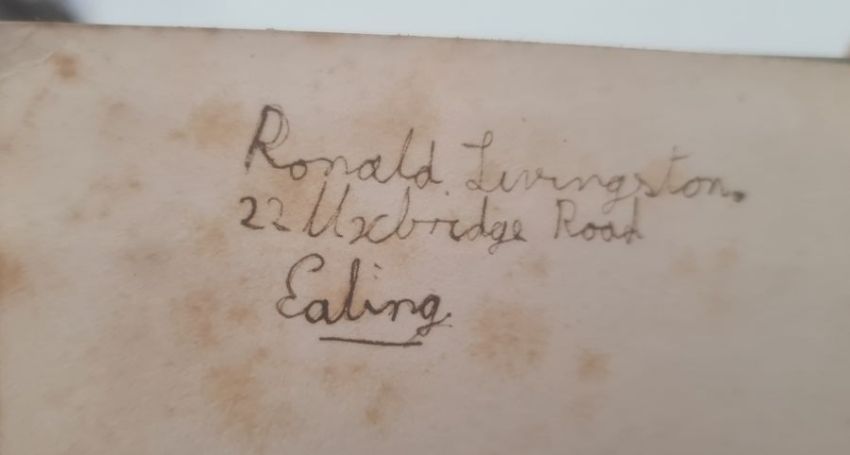 Ronald Livingston.
22 Uxbridge Road
Ealing.